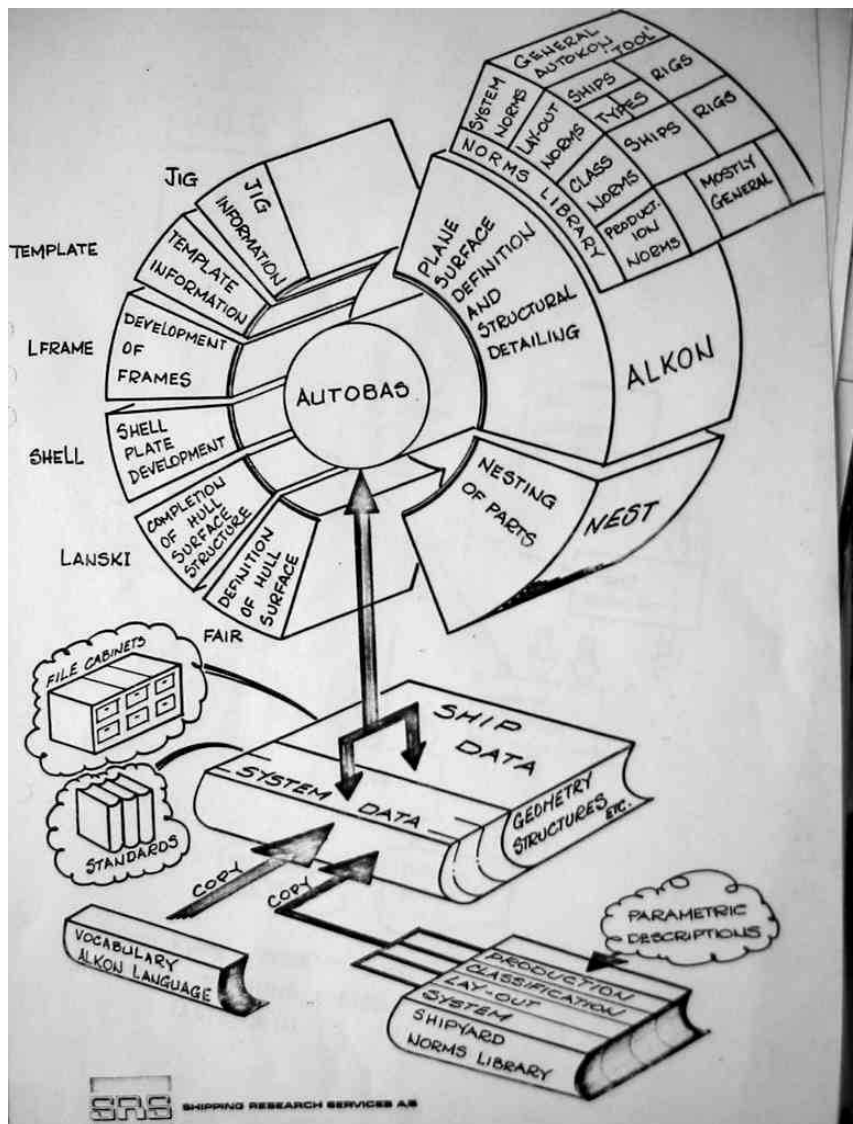 GENERAL
AUTOKON 'TOOL'
SYSTEM
NORMS
LAY-OUT
NORMS
SHIPS
TYPES
RIGS
CLASS
NORMS
SHIPS
RIGS
PRODUCT-
ION
NORMS
MOSTLY
GENERAL
NORMS LIBRARY
JIG
JIG
INFORMATION
TEMPLATE
TEMPLATE
INFORMATION
LFRAME
DEVELOPMENT
OF
FRAMES
SHELL
SHELL
PLATE
DEVELOPMENT
LANSKI
COMPLETION
OF HULL
SURFACE
STRUCTURE
FAIR
DEFINITION
OF HULL
SURFACE
AUTOBAS
PLANE
SURFACE
DEFINITION
AND
STRUCTURAL
DETAILING
ALKON
NESTING
OF PARTS
NEST
FILE CABINETS
STANDARDS
SHIP
DATA
SYSTEM DATA
GEOMETRY
STRUCTURES
ETC.
COPY
COPY
VOCABULARY
ALKON LANGUAGE
PARAMETRIC
DESCRIPTIONS
PRODUCTION
CLASSIFICATION
LAY-OUT
SYSTEM
SHIPYARD
NORMS LIBRARY
SRS SHIPPING RESEARCH SERVICES A/S